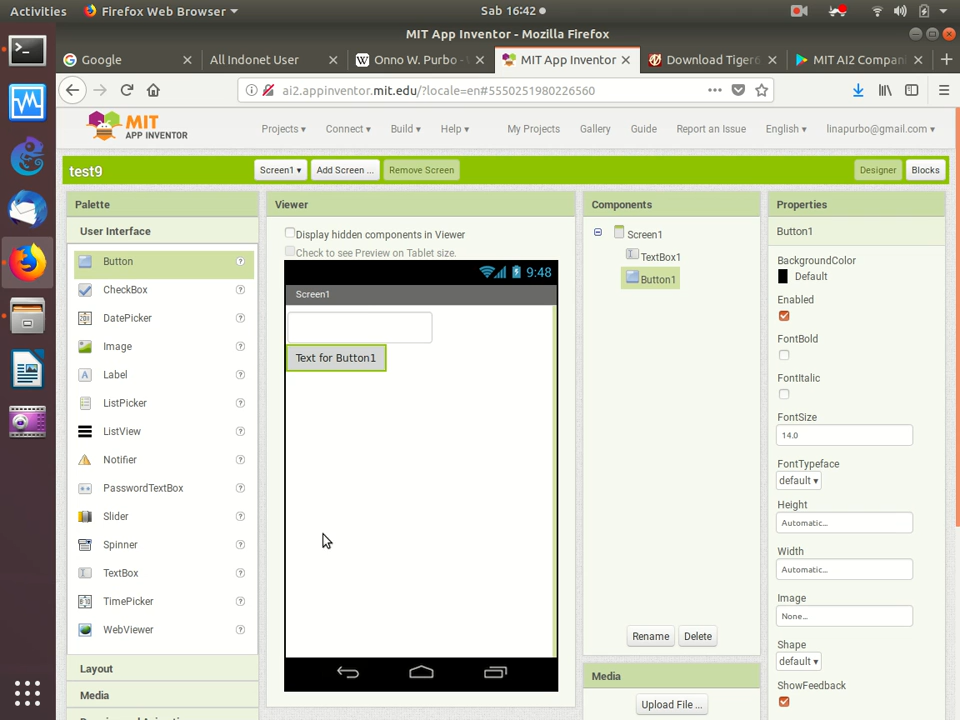 Activities
Firefox Web Browser ▾
Sab 16:42
MIT App Inventor - Mozilla Firefox
Google
All Indonet User
Onno W. Purbo -
MIT App Inventor
Download Tiger
MIT AI2 Compani
ai2.appinventor.mit.edu/?locale=en#5550251980226560
MIT
APP INVENTOR
Projects ▾
Connect ▾
Build ▾
Help ▾
My Projects
Gallery
Guide
Report an Issue
English ▾
linapurbo@gmail.com ▾
test9
Screen1 ▾
Add Screen ...
Remove Screen
Designer
Blocks
Palette
User Interface
Button
CheckBox
DatePicker
Image
Label
ListPicker
ListView
Notifier
PasswordTextBox
Slider
Spinner
TextBox
TimePicker
WebViewer
Layout
Media
Viewer
Display hidden components in Viewer
Check to see Preview on Tablet size.
9:48
Screen1
Text for Button1
Components
Screen1
TextBox1
Button1
Rename
Delete
Media
Upload File ...
Properties
Button1
BackgroundColor
Default
Enabled
FontBold
FontItalic
FontSize
14.0
FontTypeface
default ▾
Height
Automatic...
Width
Automatic...
Image
None...
Shape
default ▾
ShowFeedback